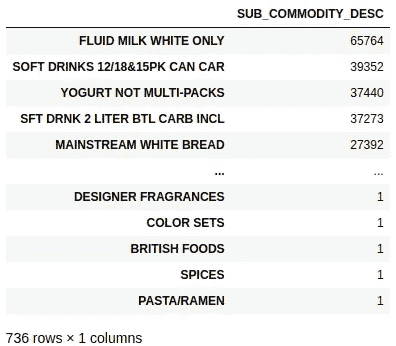 SUB_COMMODITY_DESC
FLUID MILK WHITE ONLY 65764
SOFT DRINKS 12/18&15PK CAN CAR 39352
YOGURT NOT MULTI-PACKS 37440
SFT DRNK 2 LITER BTL CARB INCL 37273
MAINSTREAM WHITE BREAD 27392
... ...
DESIGNER FRAGRANCES 1
COLOR SETS 1
BRITISH FOODS 1
SPICES 1
PASTA/RAMEN 1
736 rows × 1 columns